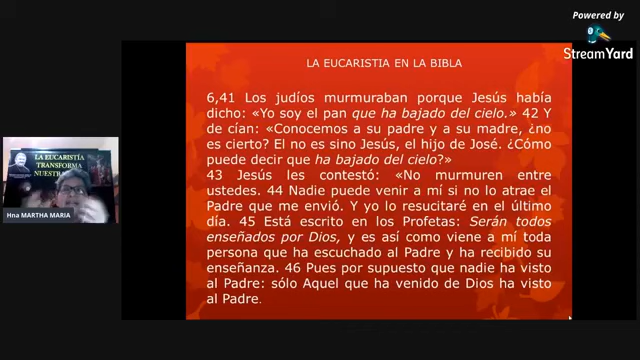 Powered by
StreamYard
LA EUCARISTIA EN LA BIBLA
6,41 Los judíos murmuraban porque Jesús había
dicho: «Yo soy el pan que ha bajado del cielo.» 42 Y
de cían: «Conocemos a su padre y a su madre, ¿no
es cierto? El no es sino Jesús, el hijo de José. ¿Cómo
puede decir que ha bajado del cielo?»
43 Jesús les contestó: «No murmuren entre
ustedes. 44 Nadie puede venir a mí si no lo atrae el
Padre que me envió. Y yo lo resucitaré en el último
día. 45 Está escrito en los Profetas: Serán todos
enseñados por Dios, y es así como viene a mí toda
persona que ha escuchado al Padre y ha recibido su
enseñanza. 46 Pues por supuesto que nadie ha visto
al Padre: sólo Aquel que ha venido de Dios ha visto
al Padre.
LA EUCARISTÍA
TRANSFORMA
Hna MARTHA MARIA